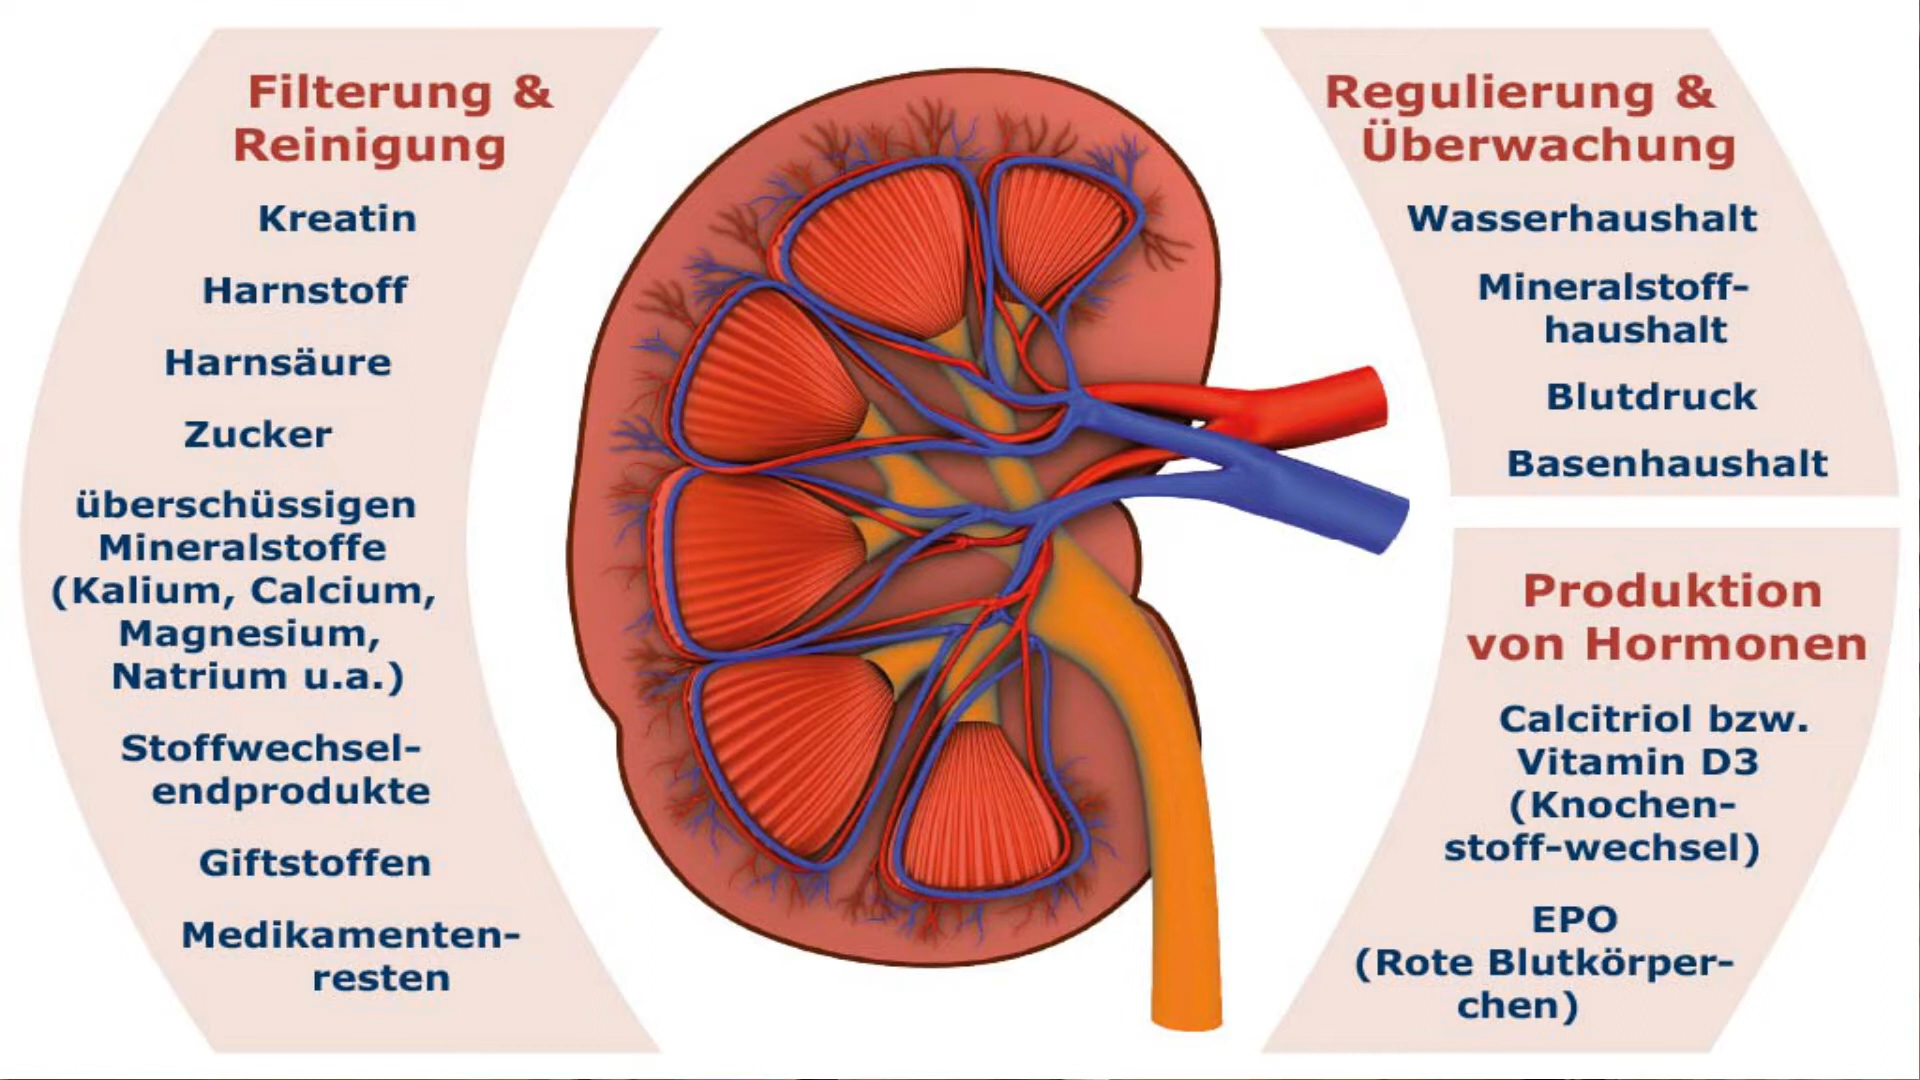 Filterung &
Reinigung
Kreatin
Harnstoff
Harnsäure
Zucker
überschüssigen
Mineralstoffe
(Kalium, Calcium,
Magnesium,
Natrium u.a.)
Stoffwechsel-
endprodukte
Giftstoffen
Medikamenten-
resten
Regulierung &
Überwachung
Wasserhaushalt
Mineralstoff-
haushalt
Blutdruck
Basenhaushalt
Produktion
von Hormonen
Calcitriol bzw.
Vitamin D3
(Knochen-
stoff-wechsel)
EPO
(Rote Blutkörper-
chen)